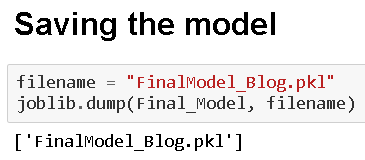 Saving the model
filename = "FinalModel_Blog.pkl"
joblib.dump(Final_Model, filename)
['FinalModel_Blog.pkl']